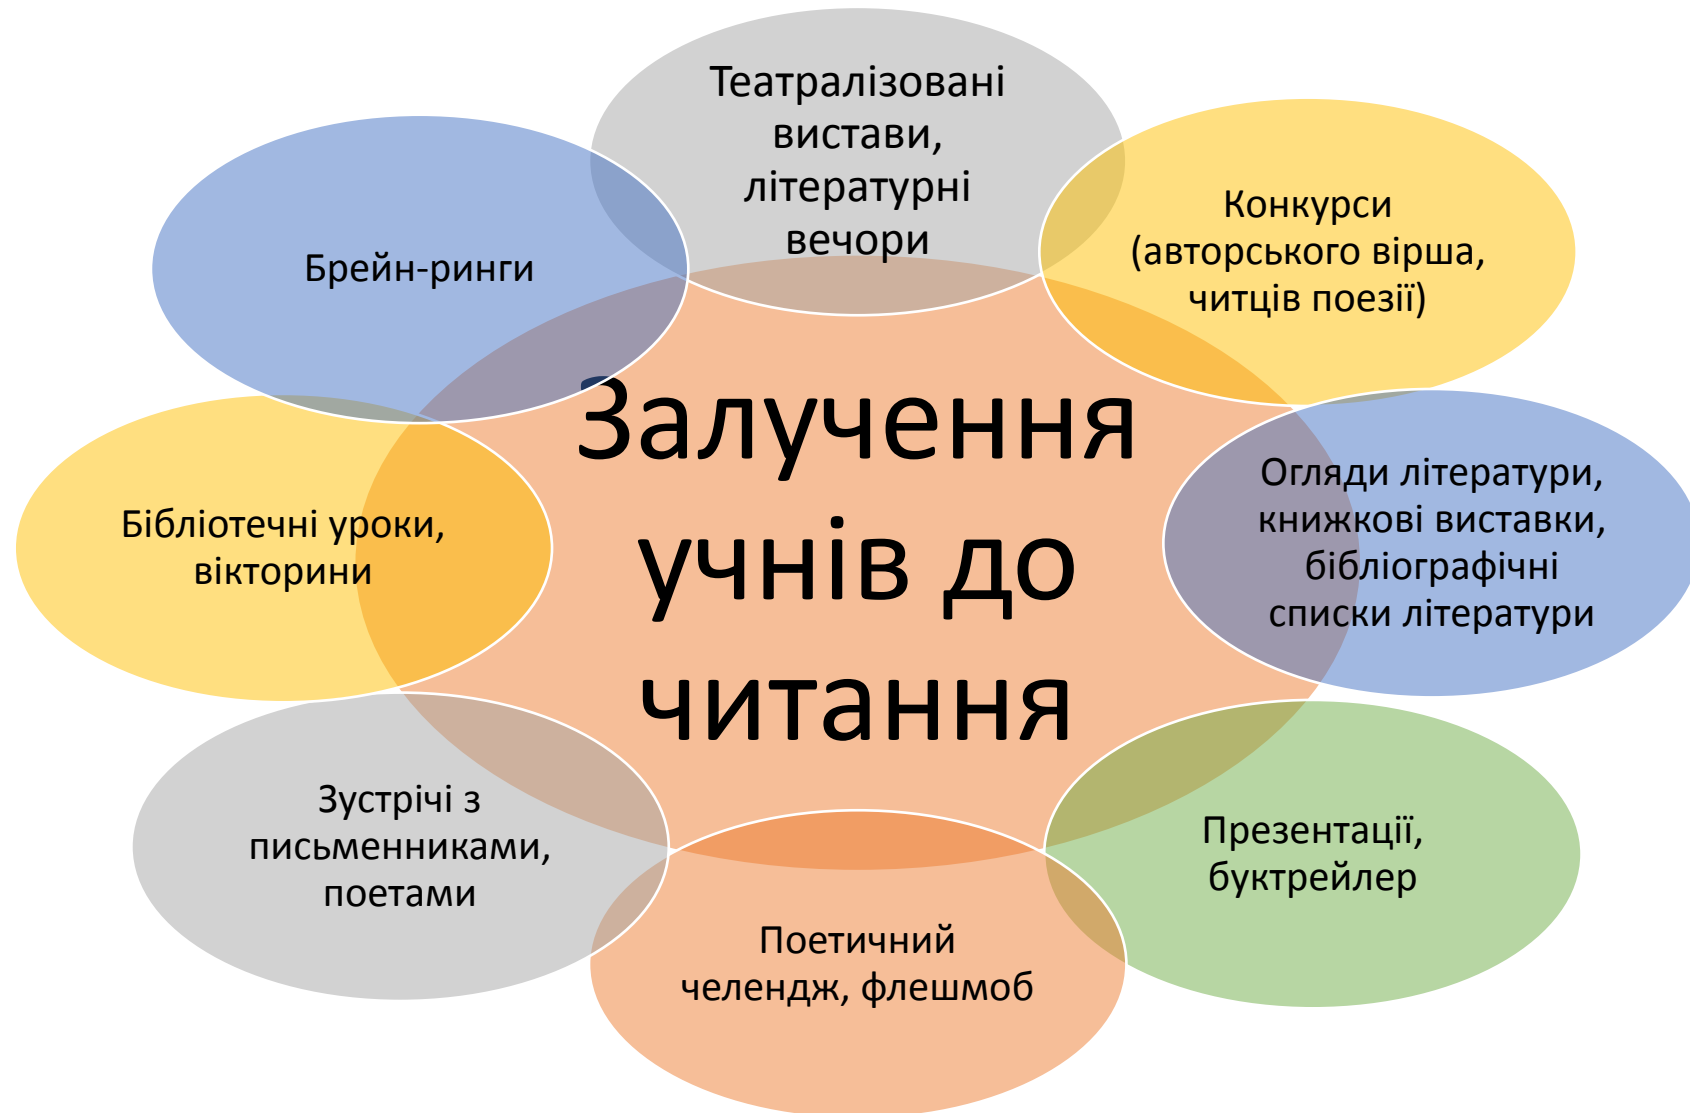 Театралізовані
вистави,
літературні
вечори
Конкурси
(авторського вірша,
читців поезії)
Огляди літератури,
книжкові виставки,
бібліографічні
списки літератури
Презентації,
буктрейлер
Поетичний
челендж, флешмоб
Зустрічі з
письменниками,
поетами
Бібліотечні уроки,
вікторини
Брейн-ринги
Залучення
учнів до
читання